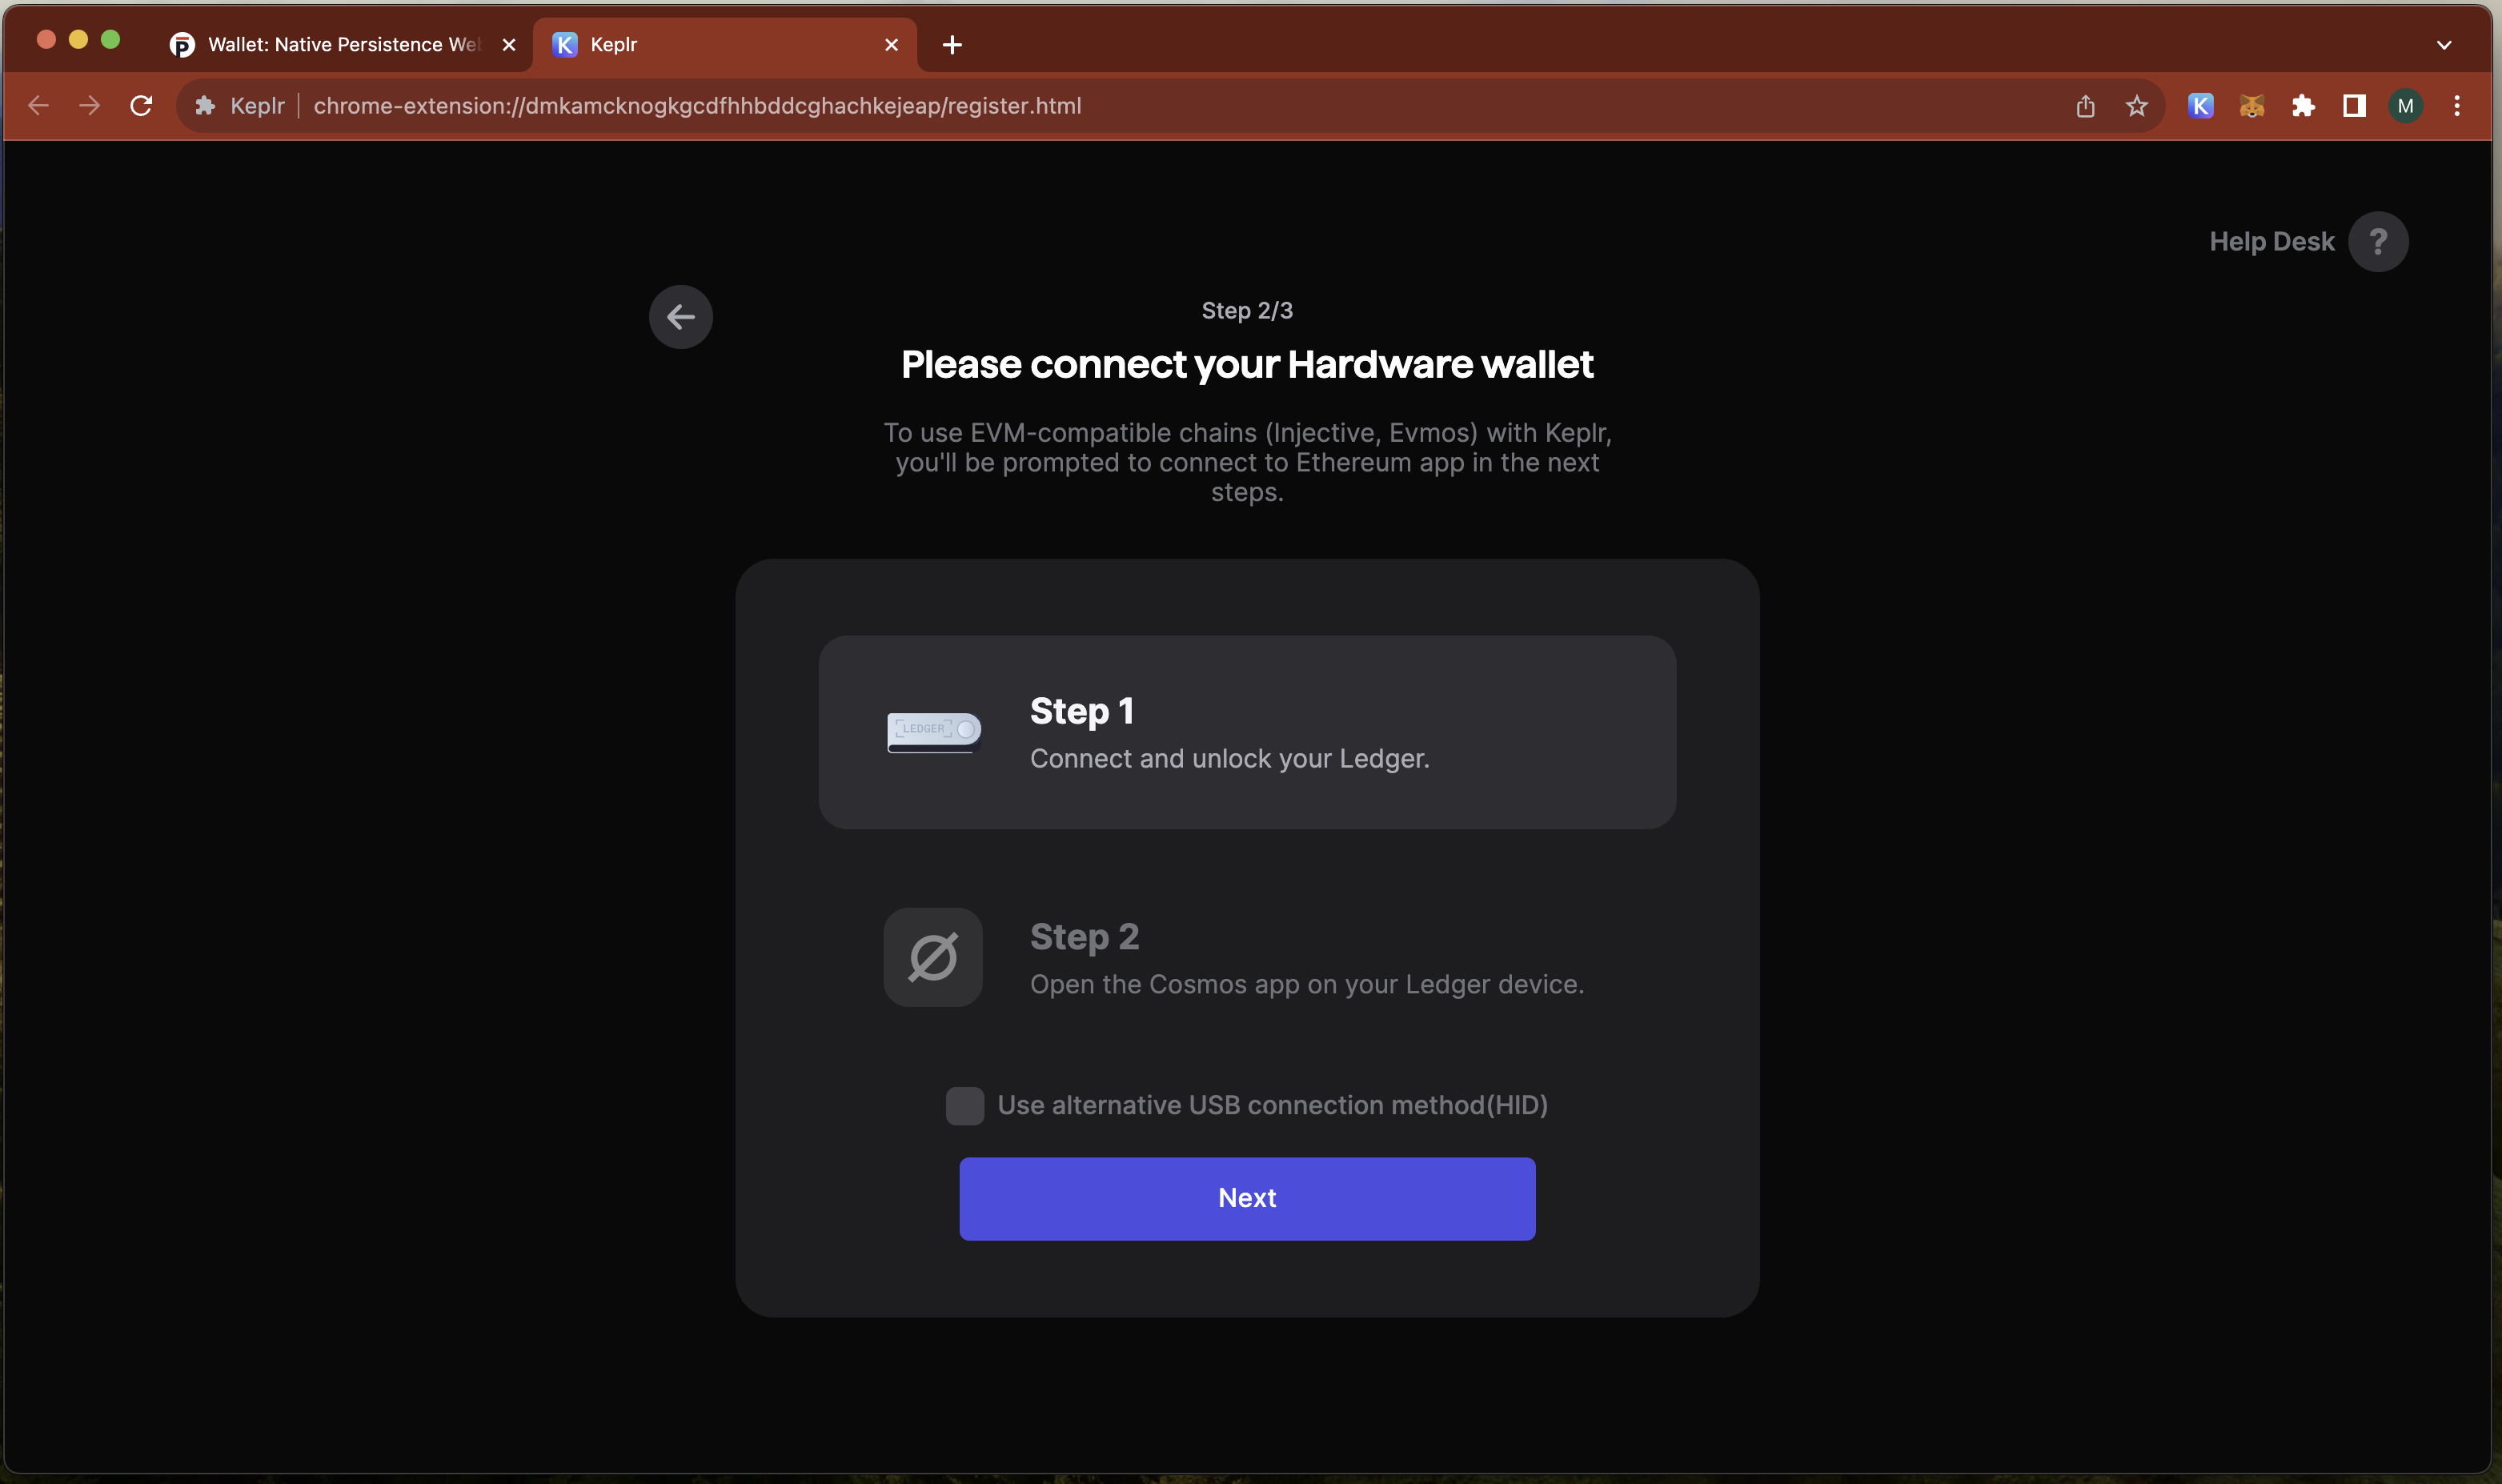 Wallet: Native Persistence We
Keplr
Keplr
chrome-extension://dmkamcknogkgcdfhhbddcghachkejeap/register.html
K
M
Help Desk
?
Step 2/3
Please connect your Hardware wallet
To use EVM-compatible chains (Injective, Evmos) with Keplr,
you'll be prompted to connect to Ethereum app in the next
steps.
Step 1
LEDGER
Connect and unlock your Ledger.
Step 2
Open the Cosmos app on your Ledger device.
Use alternative USB connection method(HID)
Next